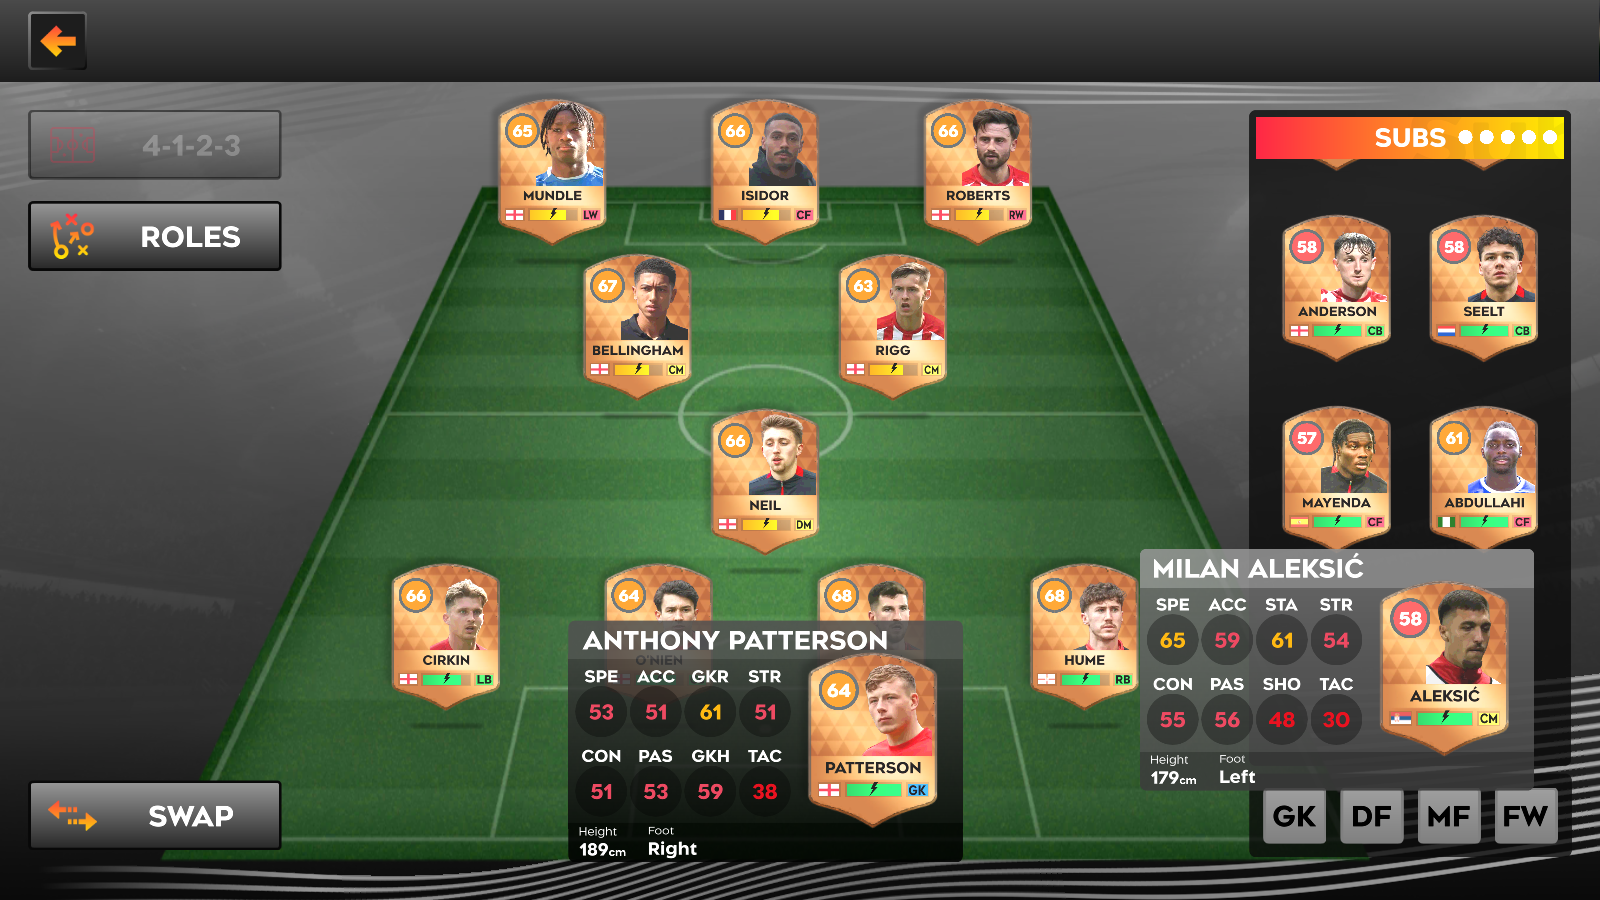 4-1-2-3
ROLES
SWAP
65
MUNDLE
LW
66
ISIDOR
CF
66
ROBERTS
RW
67
BELLINGHAM
CM
63
RIGG
CM
66
NEIL
DM
66
CIRKIN
LB
64
O'NIEN
68
68
HUME
RB
ANTHONY PATTERSON
SPE ACC GKR STR
53 51 61 51
CON PAS GKH TAC
51 53 59 38
Height Foot
189cm Right
64
PATTERSON
GK
SUBS
58
ANDERSON
CB
58
SEELT
CB
57
MAYENDA
CF
61
ABDULLAHI
CF
MILAN ALEKSIĆ
SPE ACC STA STR
65 59 61 54
CON PAS SHO TAC
55 56 48 30
Height Foot
179cm Left
58
ALEKSIĆ
CM
GK DF MF FW